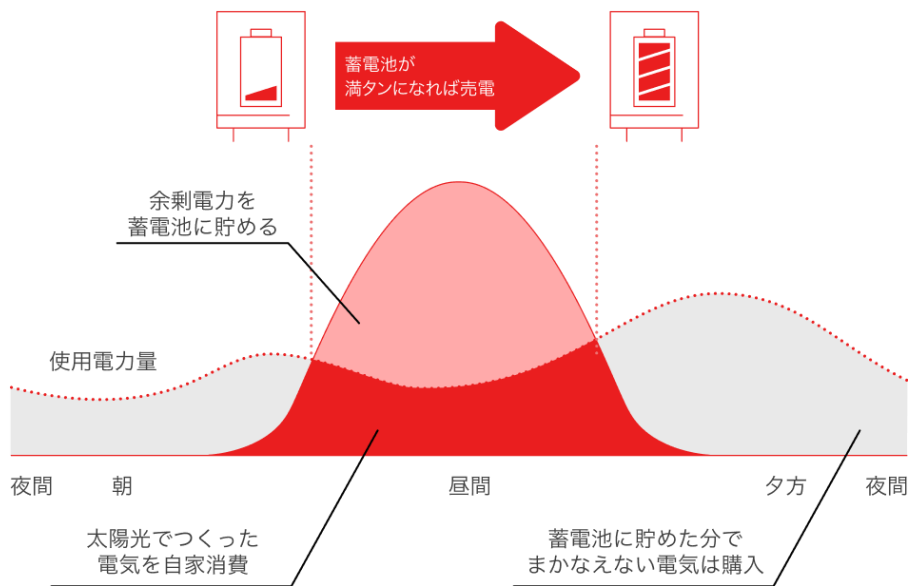 蓄電池が
満タンになれば売電
余剰電力を
蓄電池に貯める
使用電力量
夜間
朝
昼間
夕方
夜間
太陽光でつくった
電気を自家消費
蓄電池に貯めた分で
まかなえない電気は購入